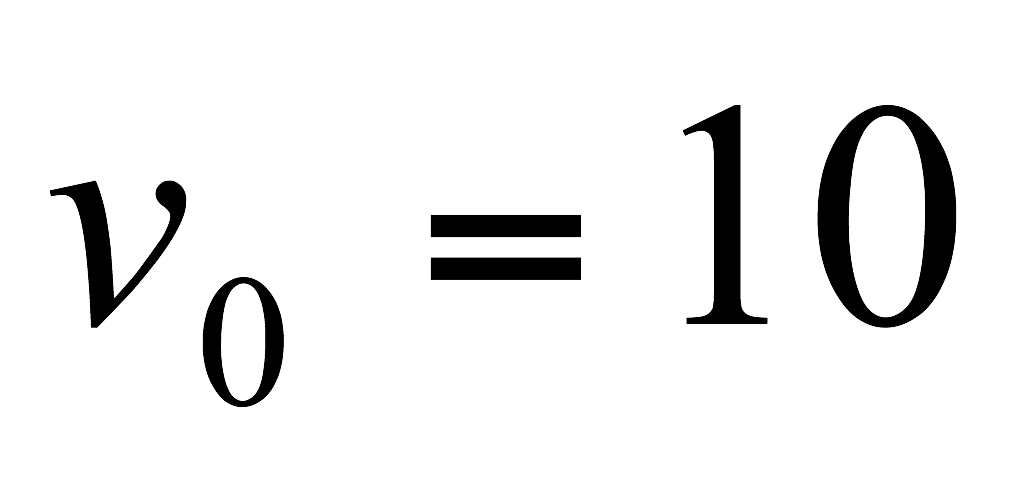 v₀ = 10